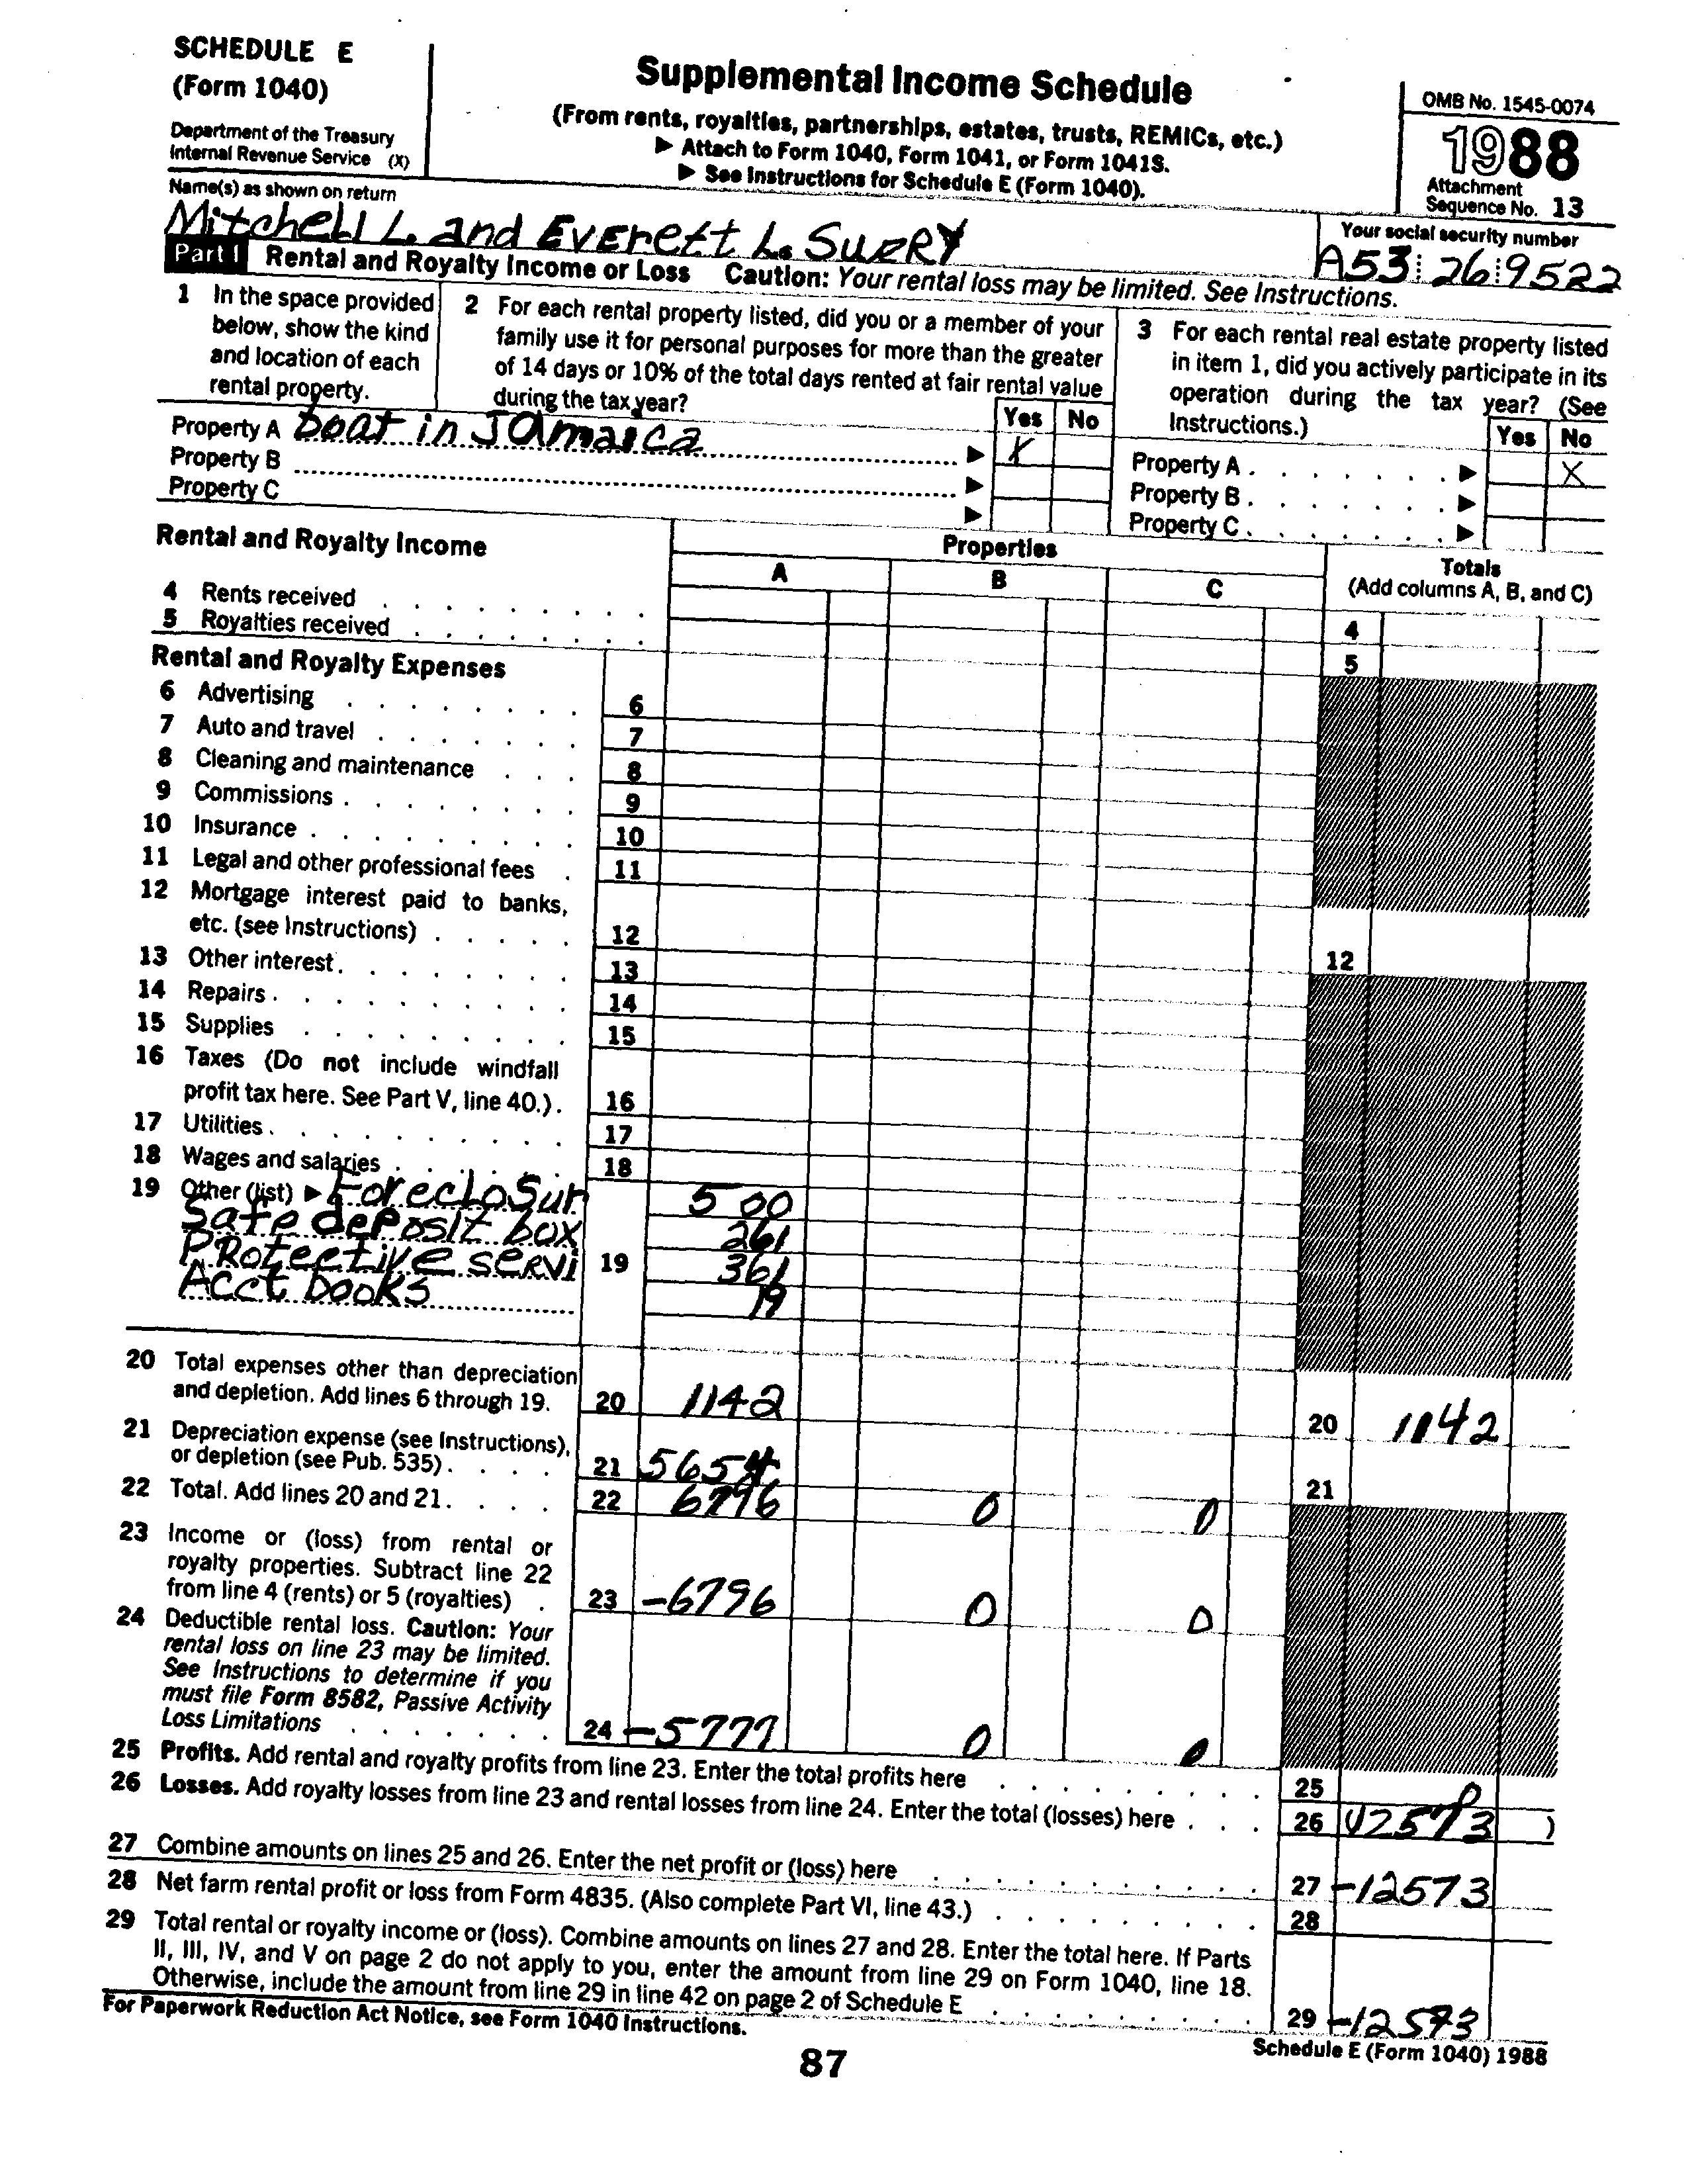 SCHEDULE E
(Form 1040)
Department of the Treasury
Internal Revenue Service (X)
Supplemental Income Schedule
(From rents, royalties, partnerships, estates, trusts, REMICs, etc.)
▶ Attach to Form 1040, Form 1041, or Form 1041S.
▶ See Instructions for Schedule E (Form 1040).
OMB No. 1545-0074
1988
Attachment
Sequence No. 13
Name(s) as shown on return
Mitchell L. and Everett L. Suzry
Your social security number
A53 26 9522
Part I Rental and Royalty Income or Loss Caution: Your rental loss may be limited. See Instructions.
1 In the space provided
below, show the kind
and location of each
rental property.
2 For each rental property listed, did you or a member of your
family use it for personal purposes for more than the greater
of 14 days or 10% of the total days rented at fair rental value
during the tax year?
3 For each rental real estate property listed
in item 1, did you actively participate in its
operation during the tax year? (See
Instructions.)
Yes No
Yes No
Property A boat in Jamaica ▶ X
Property B ▶
Property C ▶
Property A ▶ X
Property B ▶
Property C ▶
Rental and Royalty Income
Properties
A B C
Totals
(Add columns A, B, and C)
4 Rents received 4
5 Royalties received 5
Rental and Royalty Expenses
6 Advertising 6
7 Auto and travel 7
8 Cleaning and maintenance 8
9 Commissions 9
10 Insurance 10
11 Legal and other professional fees 11
12 Mortgage interest paid to banks,
etc. (see Instructions) 12 12
13 Other interest 13
14 Repairs 14
15 Supplies 15
16 Taxes (Do not include windfall
profit tax here. See Part V, line 40.) 16
17 Utilities 17
18 Wages and salaries 18
19 Other (list) ▶ Foreclosur 500
Safe deposit box 261
Protective servi 19 361
Acct books 19
20 Total expenses other than depreciation
and depletion. Add lines 6 through 19. 20 1142 20 1142
21 Depreciation expense (see Instructions),
or depletion (see Pub. 535) 21 5654 21
22 Total. Add lines 20 and 21 22 6796 0 0
23 Income or (loss) from rental or
royalty properties. Subtract line 22
from line 4 (rents) or 5 (royalties) 23 -6796 0 0
24 Deductible rental loss. Caution: Your
rental loss on line 23 may be limited.
See Instructions to determine if you
must file Form 8582, Passive Activity
Loss Limitations 24 -5777 0 0
25 Profits. Add rental and royalty profits from line 23. Enter the total profits here 25 0
26 Losses. Add royalty losses from line 23 and rental losses from line 24. Enter the total (losses) here 26 (12573 )
27 Combine amounts on lines 25 and 26. Enter the net profit or (loss) here 27 -12573
28 Net farm rental profit or loss from Form 4835. (Also complete Part VI, line 43.) 28
29 Total rental or royalty income or (loss). Combine amounts on lines 27 and 28. Enter the total here. If Parts
II, III, IV, and V on page 2 do not apply to you, enter the amount from line 29 on Form 1040, line 18.
Otherwise, include the amount from line 29 in line 42 on page 2 of Schedule E 29 -12573
For Paperwork Reduction Act Notice, see Form 1040 Instructions.
Schedule E (Form 1040) 1988
87